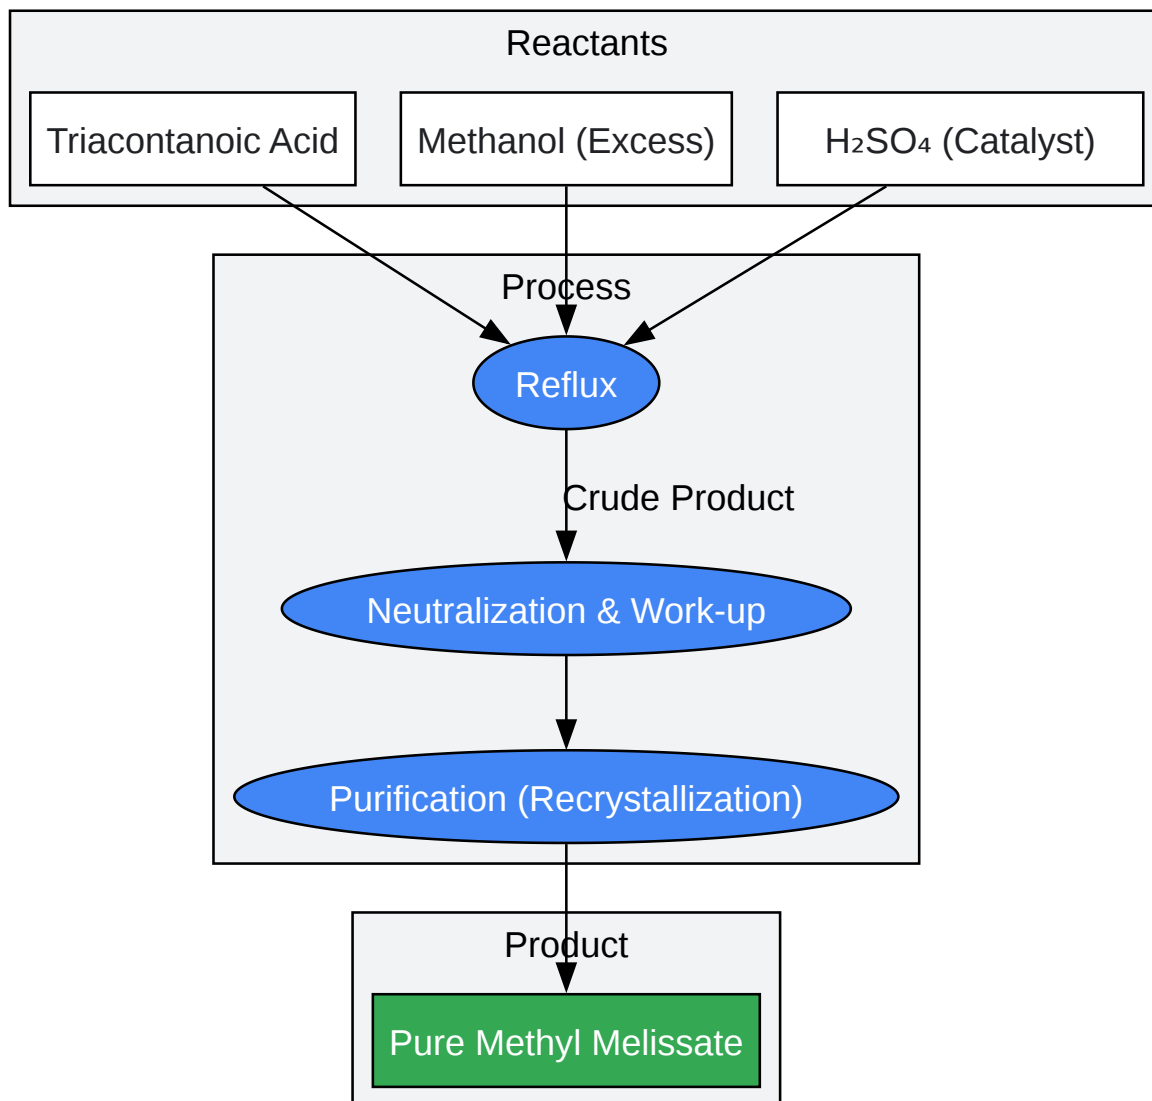 Reactants
Triacontanoic Acid
Methanol (Excess)
H₂SO₄ (Catalyst)
Process
Reflux
Crude Product
Neutralization & Work-up
Purification (Recrystallization)
Product
Pure Methyl Melissate